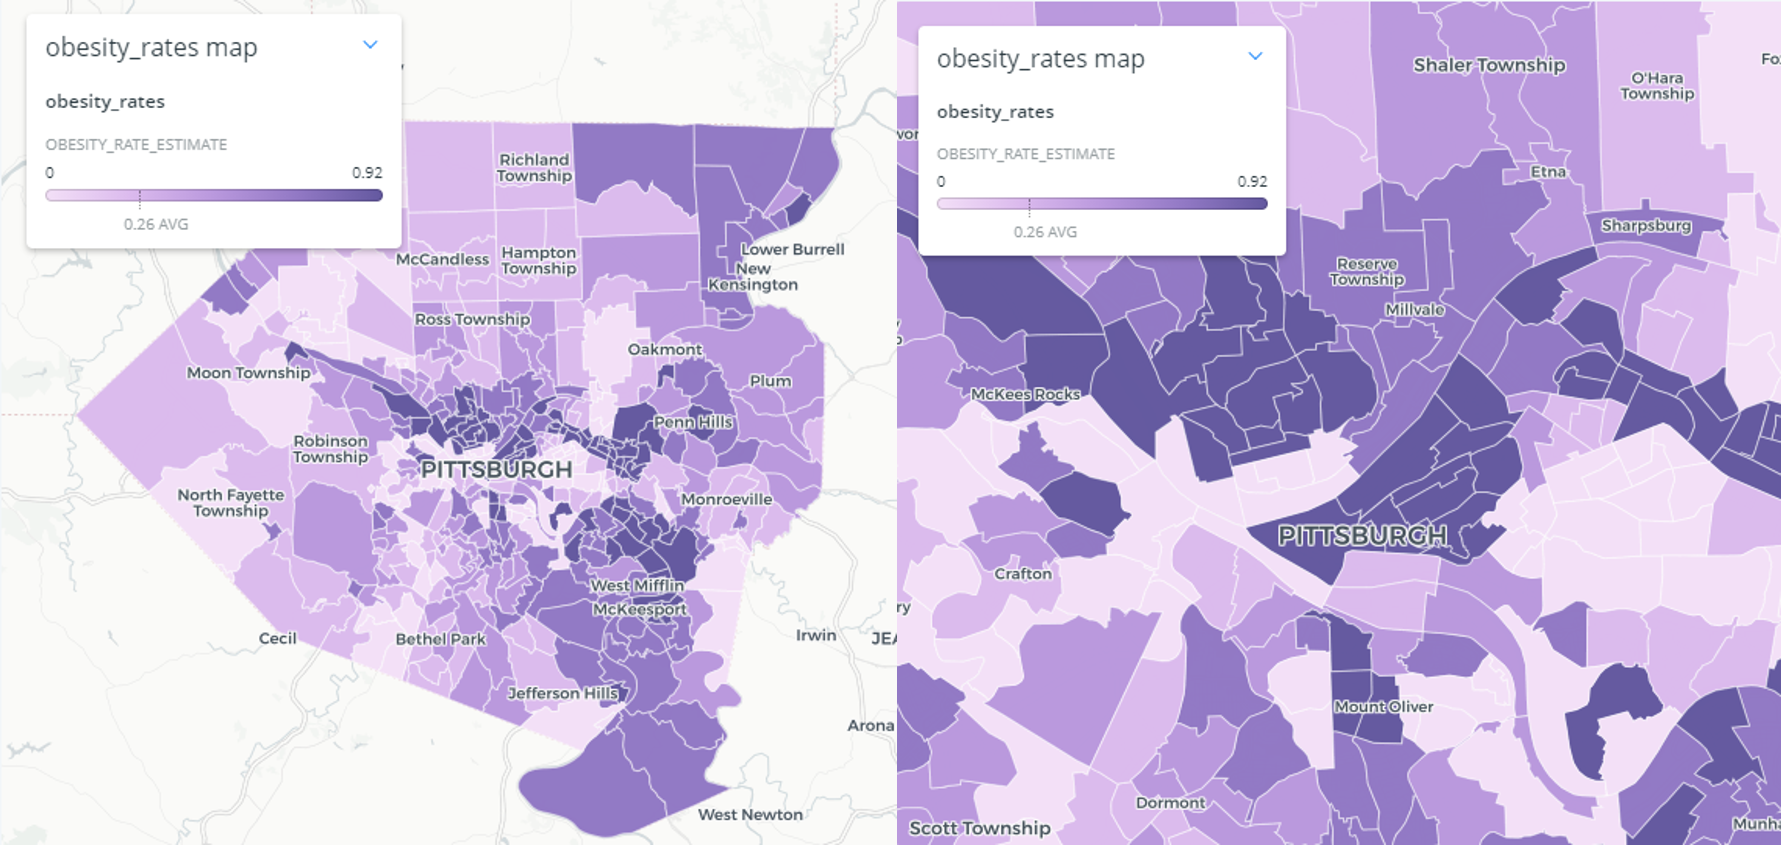 obesity_rates map
obesity_rates
OBESITY_RATE_ESTIMATE
0 0.92
0.26 AVG
Richland
Township
McCandless
Hampton
Township
Lower Burrell
New
Kensington
Ross Township
Oakmont
Moon Township
Plum
Penn Hills
Robinson
Township
PITTSBURGH
North Fayette
Township
Monroeville
West Mifflin
McKeesport
Cecil
Bethel Park
Irwin
JEA
Jefferson Hills
Arona
West Newton
obesity_rates map
obesity_rates
OBESITY_RATE_ESTIMATE
0 0.92
0.26 AVG
Shaler Township
O'Hara
Township
Fo
wor
Etna
Sharpsburg
Reserve
Township
Millvale
McKees Rocks
PITTSBURGH
Crafton
ry
Mount Oliver
Dormont
Scott Township
Munha